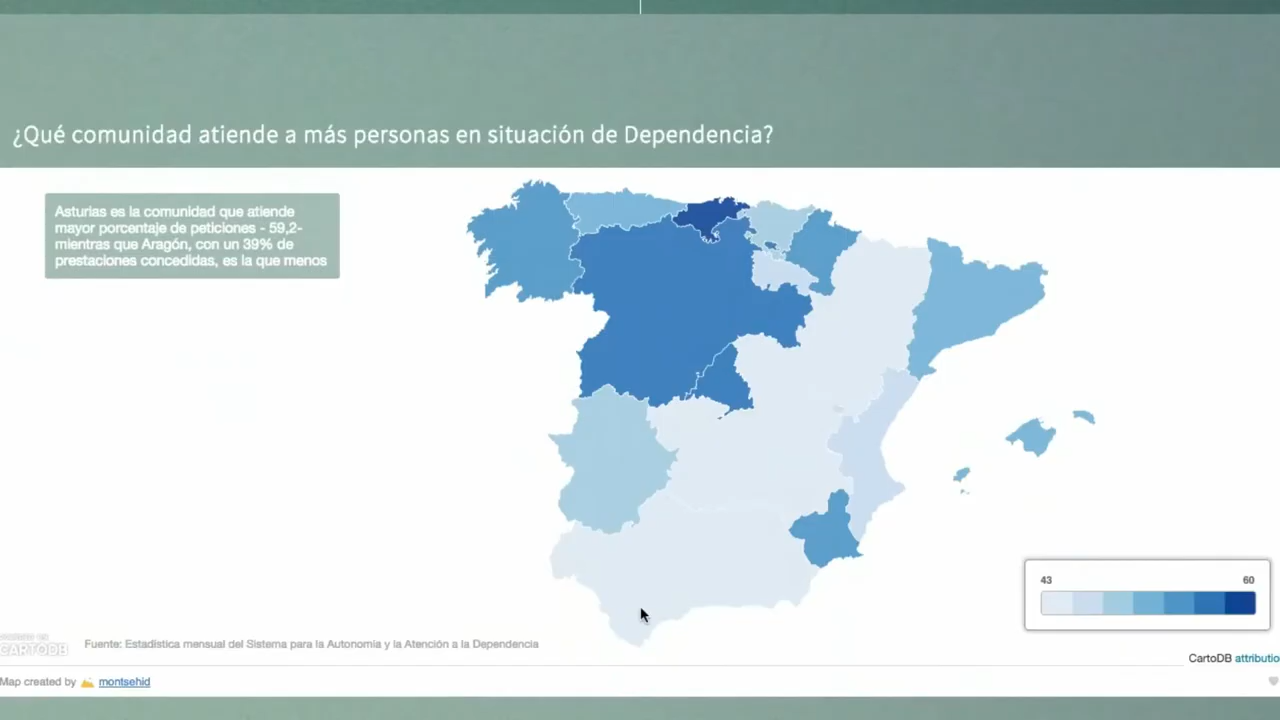 ¿Qué comunidad atiende a más personas en situación de Dependencia?
Asturias es la comunidad que atiende
mayor porcentaje de peticiones - 59,2-
mientras que Aragón, con un 39% de
prestaciones concedidas, es la que menos
43 60
CARTODB
Fuente: Estadística mensual del Sistema para la Autonomia y la Atención a la Dependencia
CartoDB attributio
Map created by montsehid